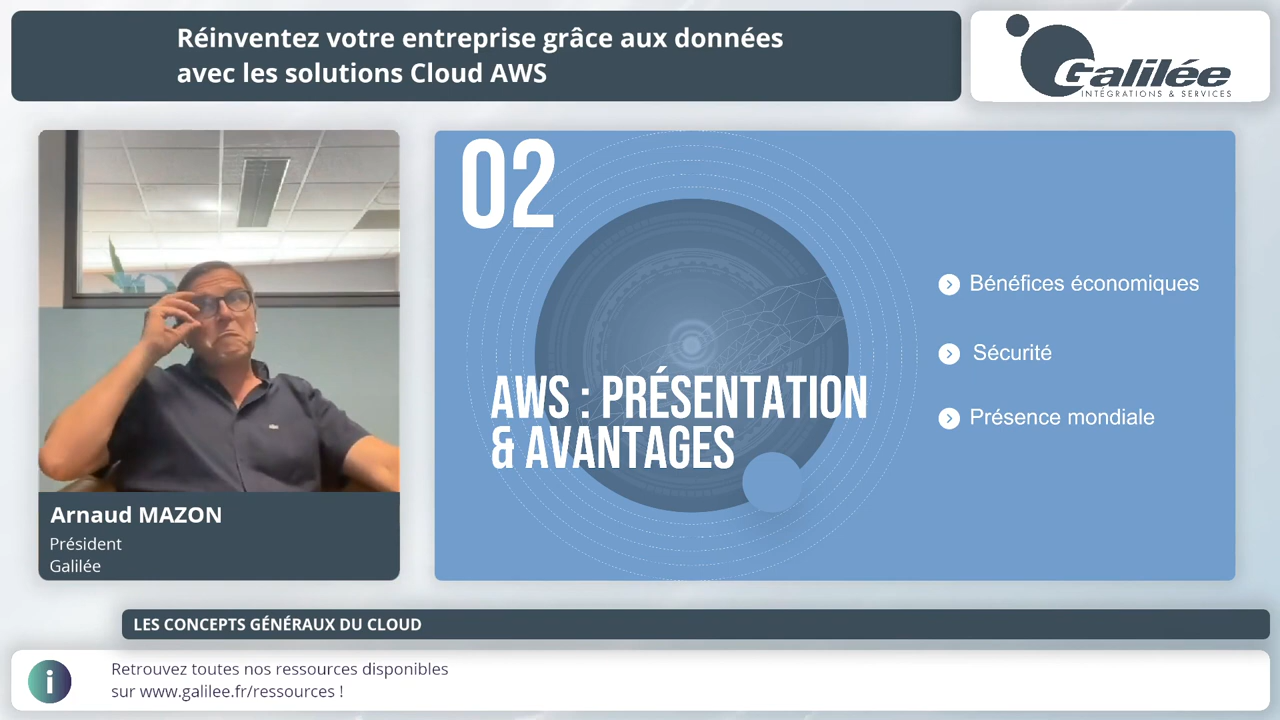 Réinventez votre entreprise grâce aux données
avec les solutions Cloud AWS
Galilée
INTÉGRATIONS & SERVICES
02
AWS : PRÉSENTATION
& AVANTAGES
Bénéfices économiques
Sécurité
Présence mondiale
Arnaud MAZON
Président
Galilée
LES CONCEPTS GÉNÉRAUX DU CLOUD
i
Retrouvez toutes nos ressources disponibles
sur www.galilee.fr/ressources !